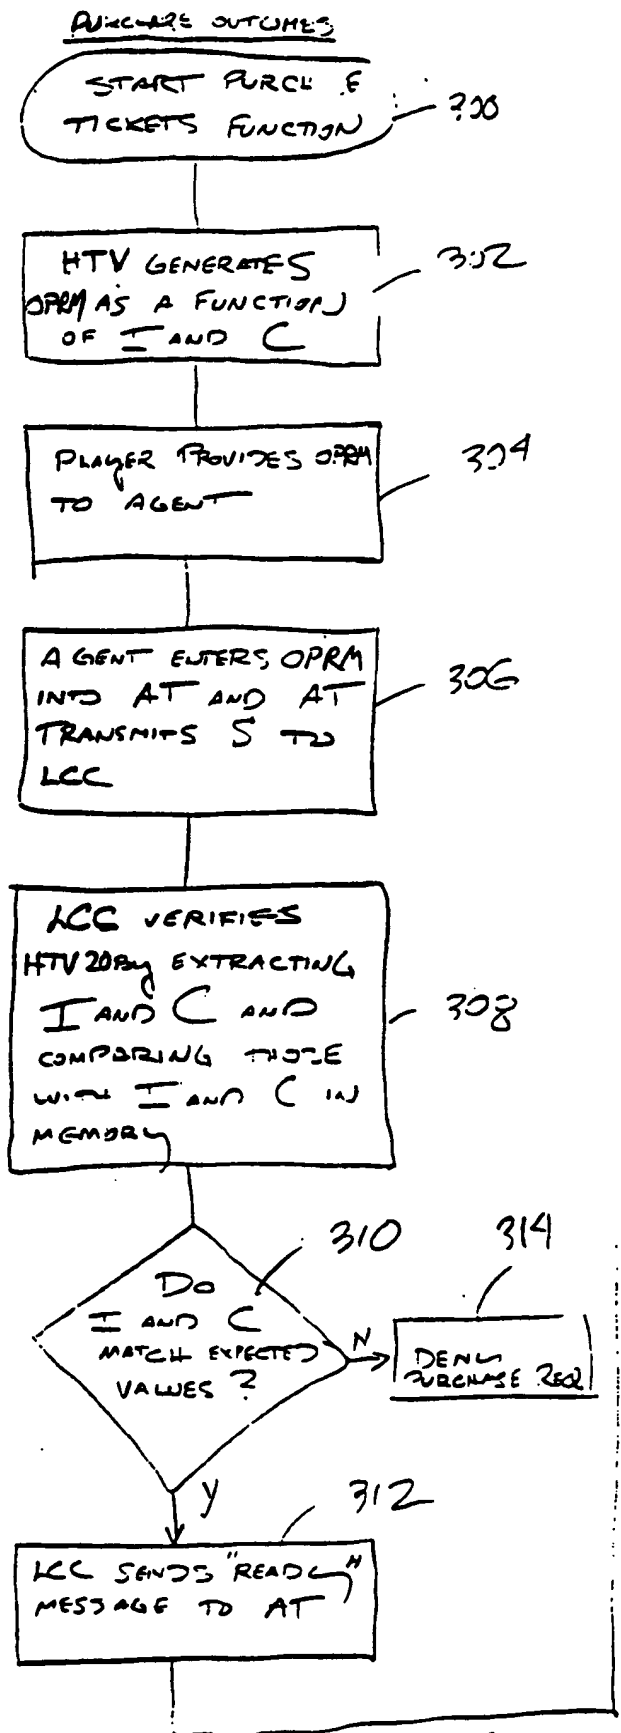 PURCHASE OUTCOMES
START PURCH E
TICKETS FUNCTION
300
HTV GENERATES
OPRM AS A FUNCTION
OF I AND C
302
PLAYER PROVIDES OPRM
TO AGENT
304
AGENT ENTERS OPRM
INTO AT AND AT
TRANSMITS S TO
LCC
306
LCC VERIFIES
HTV 20 By EXTRACTING
I AND C AND
COMPARING THOSE
WITH I AND C IN
MEMORY
308
DO
I AND C
MATCH EXPECTED
VALUES ?
310
N
314
DENY
PURCHASE REQ
Y
312
LCC SENDS "READY"
MESSAGE TO AT